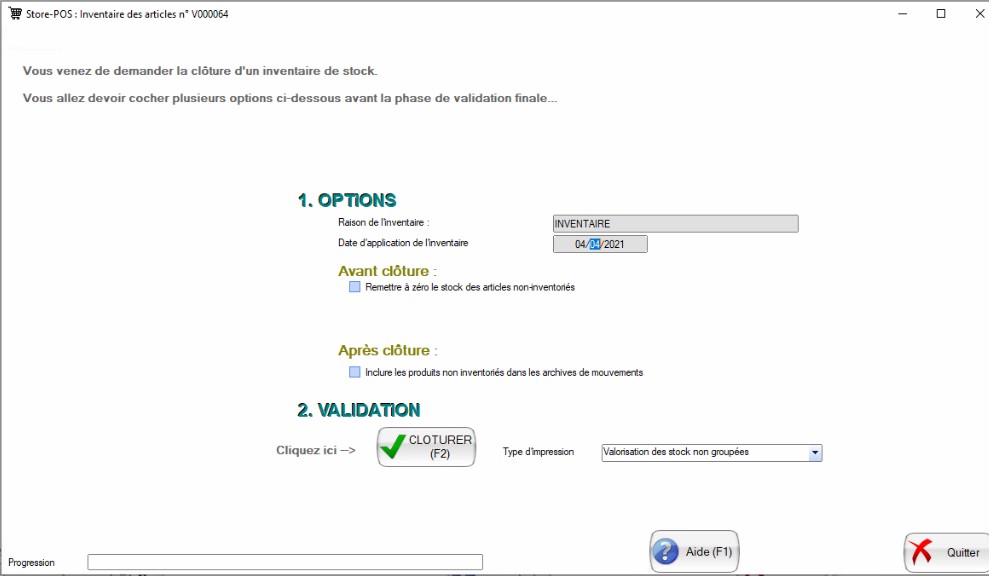 Store-POS : Inventaire des articles n° V000064
Vous venez de demander la clôture d'un inventaire de stock.
Vous allez devoir cocher plusieurs options ci-dessous avant la phase de validation finale...
1. OPTIONS
Raison de l'inventaire :
INVENTAIRE
Date d'application de l'inventaire
04/04/2021
Avant clôture :
Remettre à zéro le stock des articles non-inventoriés
Après clôture :
Inclure les produits non inventoriés dans les archives de mouvements
2. VALIDATION
Cliquez ici -->
CLOTURER
(F2)
Type d'impression
Valorisation des stock non groupées
Aide (F1)
Quitter
Progression